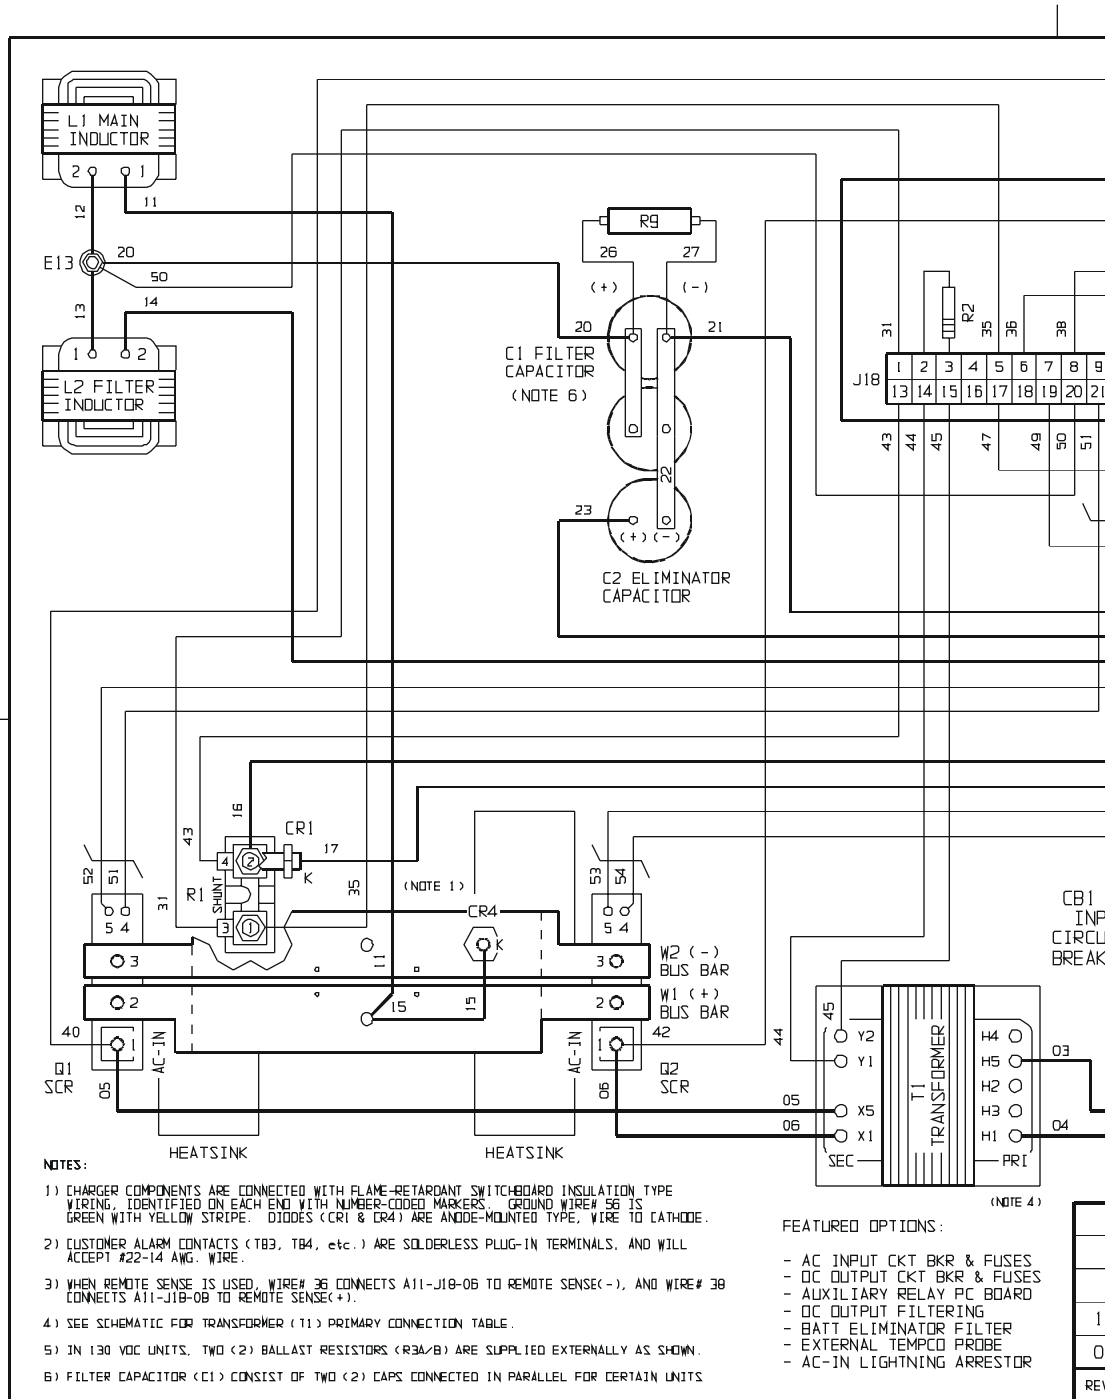 L1 MAIN
INDUCTOR
2 1
12
11
E13
20
50
13
14
1 2
L2 FILTER
INDUCTOR
R9
26 27
(+) (-)
20 21
C1 FILTER
CAPACITOR
(NOTE 6)
22
23
(+) (-)
C2 ELIMINATOR
CAPACITOR
R2
31 35 36 38
J18
1 2 3 4 5 6 7 8 9
13 14 15 16 17 18 19 20 21
43 44 45 47 49 50 51
16
43
CR1
17
4 2
K
52 51
31
R1
SHUNT
35
(NOTE 1)
53 54
CR4
3 1
5 4
5 4
11
K
3
3
W2 (-)
BUS BAR
2
15
15
2
W1 (+)
BUS BAR
40
1
AC-IN
AC-IN
1
42
Q1
SCR
05
Q2
SCR
06
HEATSINK
HEATSINK
CB1
INP
CIRCU
BREAK
45
44
Y2
Y1
X5
X1
05
06
SEC
T1
TRANSFORMER
H4
H5
H2
H3
H1
03
04
PRI
(NOTE 4)
NOTES:
1) CHARGER COMPONENTS ARE CONNECTED WITH FLAME-RETARDANT SWITCHBOARD INSULATION TYPE
WIRING, IDENTIFIED ON EACH END WITH NUMBER-CODED MARKERS. GROUND WIRE# 56 IS
GREEN WITH YELLOW STRIPE. DIODES (CR1 & CR4) ARE ANODE-MOUNTED TYPE, WIRE TO CATHODE.
2) CUSTOMER ALARM CONTACTS (TB3, TB4, etc.) ARE SOLDERLESS PLUG-IN TERMINALS, AND WILL
ACCEPT #22-14 AWG. WIRE.
3) WHEN REMOTE SENSE IS USED, WIRE# 36 CONNECTS A11-J18-06 TO REMOTE SENSE(-), AND WIRE# 38
CONNECTS A11-J18-08 TO REMOTE SENSE(+).
4) SEE SCHEMATIC FOR TRANSFORMER (T1) PRIMARY CONNECTION TABLE.
5) IN 130 VDC UNITS, TWO (2) BALLAST RESISTORS (R3A/B) ARE SUPPLIED EXTERNALLY AS SHOWN.
6) FILTER CAPACITOR (C1) CONSIST OF TWO (2) CAPS CONNECTED IN PARALLEL FOR CERTAIN UNITS
FEATURED OPTIONS:
- AC INPUT CKT BKR & FUSES
- DC OUTPUT CKT BKR & FUSES
- AUXILIARY RELAY PC BOARD
- DC OUTPUT FILTERING
- BATT ELIMINATOR FILTER
- EXTERNAL TEMPCO PROBE
- AC-IN LIGHTNING ARRESTOR
1
0
REV